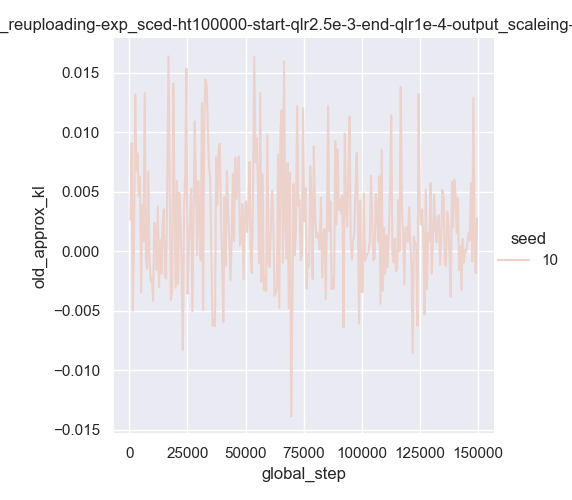 _reuploading-exp_sced-ht100000-start-qlr2.5e-3-end-qlr1e-4-output_scaleing-
0.015
0.010
0.005
0.000
−0.005
−0.010
−0.015
old_approx_kl
0 25000 50000 75000 100000 125000 150000
global_step
seed
10